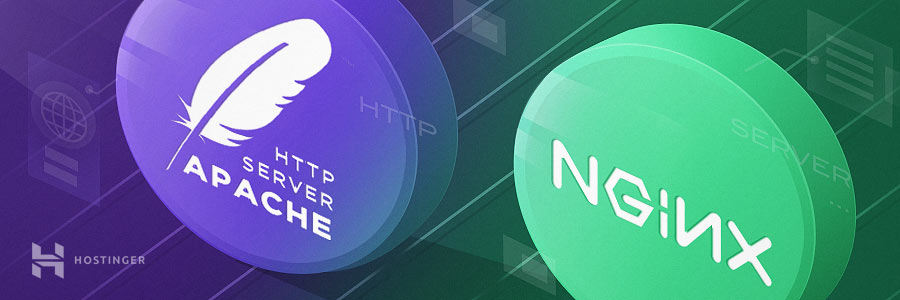 HTTP
SERVER
APACHE
HTTP
SERVER
NGINX
HOSTINGER